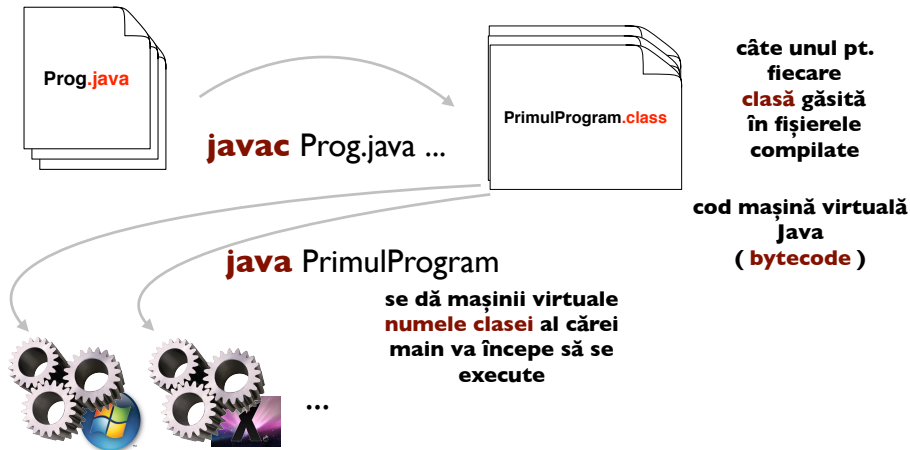 Prog.java
javac Prog.java ...
PrimulProgram.class
câte unul pt.
fiecare
clasă găsită
în fișierele
compilate
cod mașină virtuală
Java
( bytecode )
java PrimulProgram
se dă mașinii virtuale
numele clasei al cărei
main va începe să se
execute
X
...